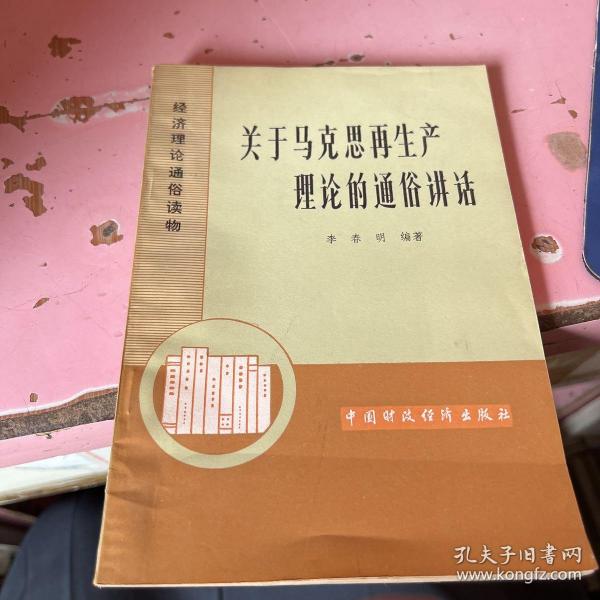 经济理论通俗读物
关于马克思再生产
理论的通俗讲话
李春明 编著
中国财政经济出版社
孔夫子旧书网
www.kongfz.com